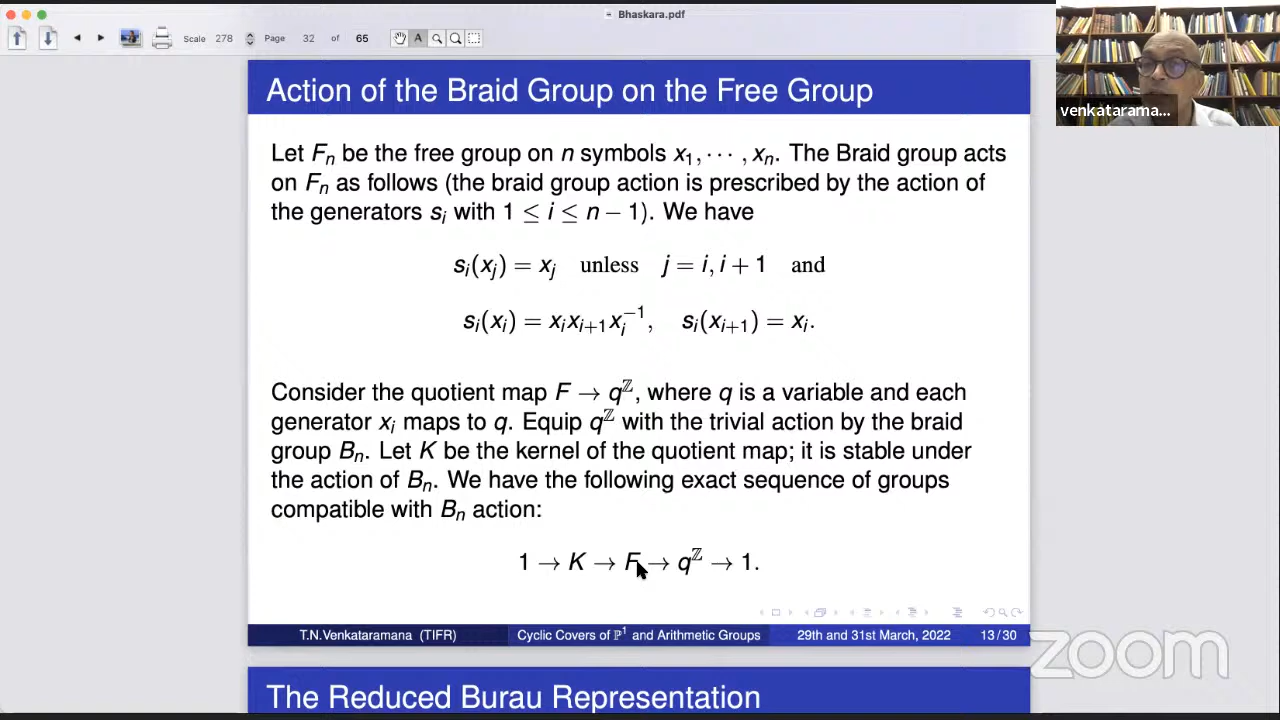 Bhaskara.pdf
Scale 278 Page 32 of 65
venkatarama...
Action of the Braid Group on the Free Group
Let Fₙ be the free group on n symbols x₁, ⋯ , xₙ. The Braid group acts
on Fₙ as follows (the braid group action is prescribed by the action of
the generators sᵢ with 1 ≤ i ≤ n − 1). We have
sᵢ(xⱼ) = xⱼ unless j = i, i + 1 and
sᵢ(xᵢ) = xᵢxᵢ₊₁xᵢ⁻¹, sᵢ(xᵢ₊₁) = xᵢ.
Consider the quotient map F → q^ℤ, where q is a variable and each
generator xᵢ maps to q. Equip q^ℤ with the trivial action by the braid
group Bₙ. Let K be the kernel of the quotient map; it is stable under
the action of Bₙ. We have the following exact sequence of groups
compatible with Bₙ action:
1 → K → F → q^ℤ → 1.
T.N.Venkataramana (TIFR) Cyclic Covers of ℙ¹ and Arithmetic Groups 29th and 31st March, 2022 13 / 30
zoom
The Reduced Burau Representation